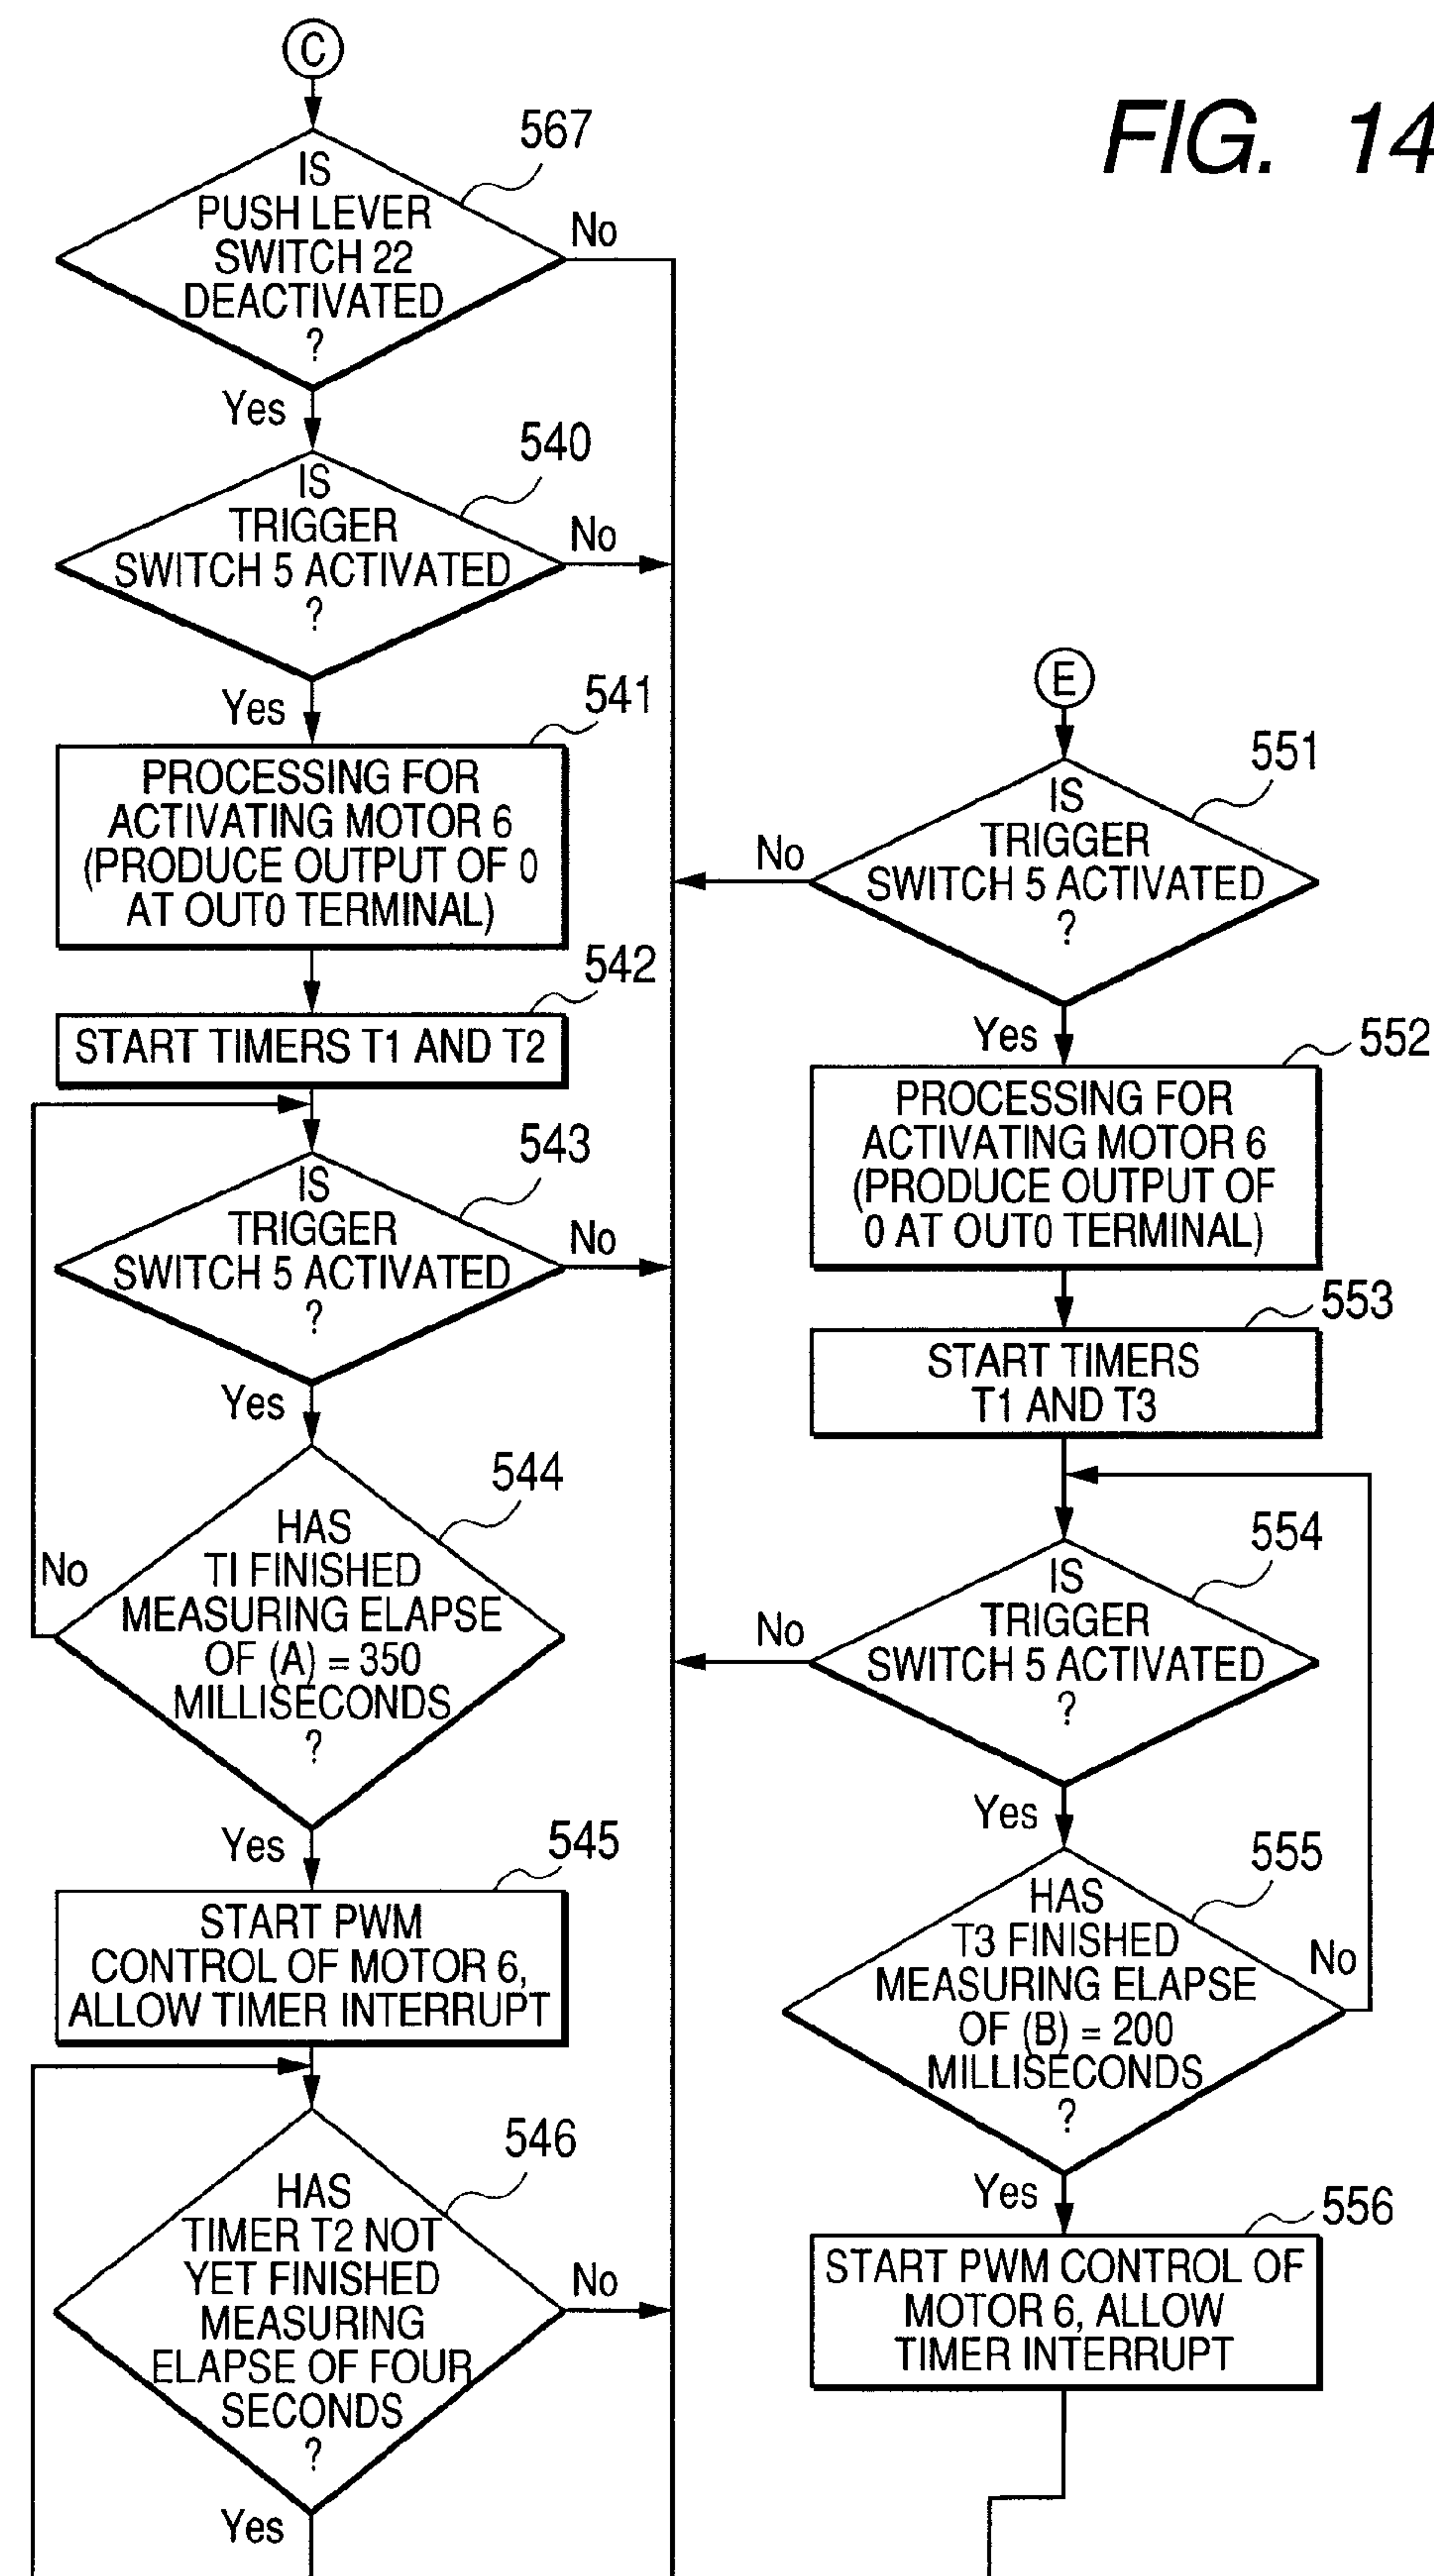 C
FIG. 14
567
IS
PUSH LEVER
SWITCH 22
DEACTIVATED
?
No
Yes
540
IS
TRIGGER
SWITCH 5 ACTIVATED
?
No
Yes
541
PROCESSING FOR
ACTIVATING MOTOR 6
(PRODUCE OUTPUT OF 0
AT OUT0 TERMINAL)
542
START TIMERS T1 AND T2
543
IS
TRIGGER
SWITCH 5 ACTIVATED
?
No
Yes
544
HAS
TI FINISHED
MEASURING ELAPSE
OF (A) = 350
MILLISECONDS
?
No
Yes
545
START PWM
CONTROL OF MOTOR 6,
ALLOW TIMER INTERRUPT
546
HAS
TIMER T2 NOT
YET FINISHED
MEASURING
ELAPSE OF FOUR
SECONDS
?
No
Yes
E
551
IS
TRIGGER
SWITCH 5 ACTIVATED
?
No
Yes
552
PROCESSING FOR
ACTIVATING MOTOR 6
(PRODUCE OUTPUT OF
0 AT OUT0 TERMINAL)
553
START TIMERS
T1 AND T3
554
IS
TRIGGER
SWITCH 5 ACTIVATED
?
No
Yes
555
HAS
T3 FINISHED
MEASURING ELAPSE
OF (B) = 200
MILLISECONDS
?
No
Yes
556
START PWM CONTROL OF
MOTOR 6, ALLOW
TIMER INTERRUPT